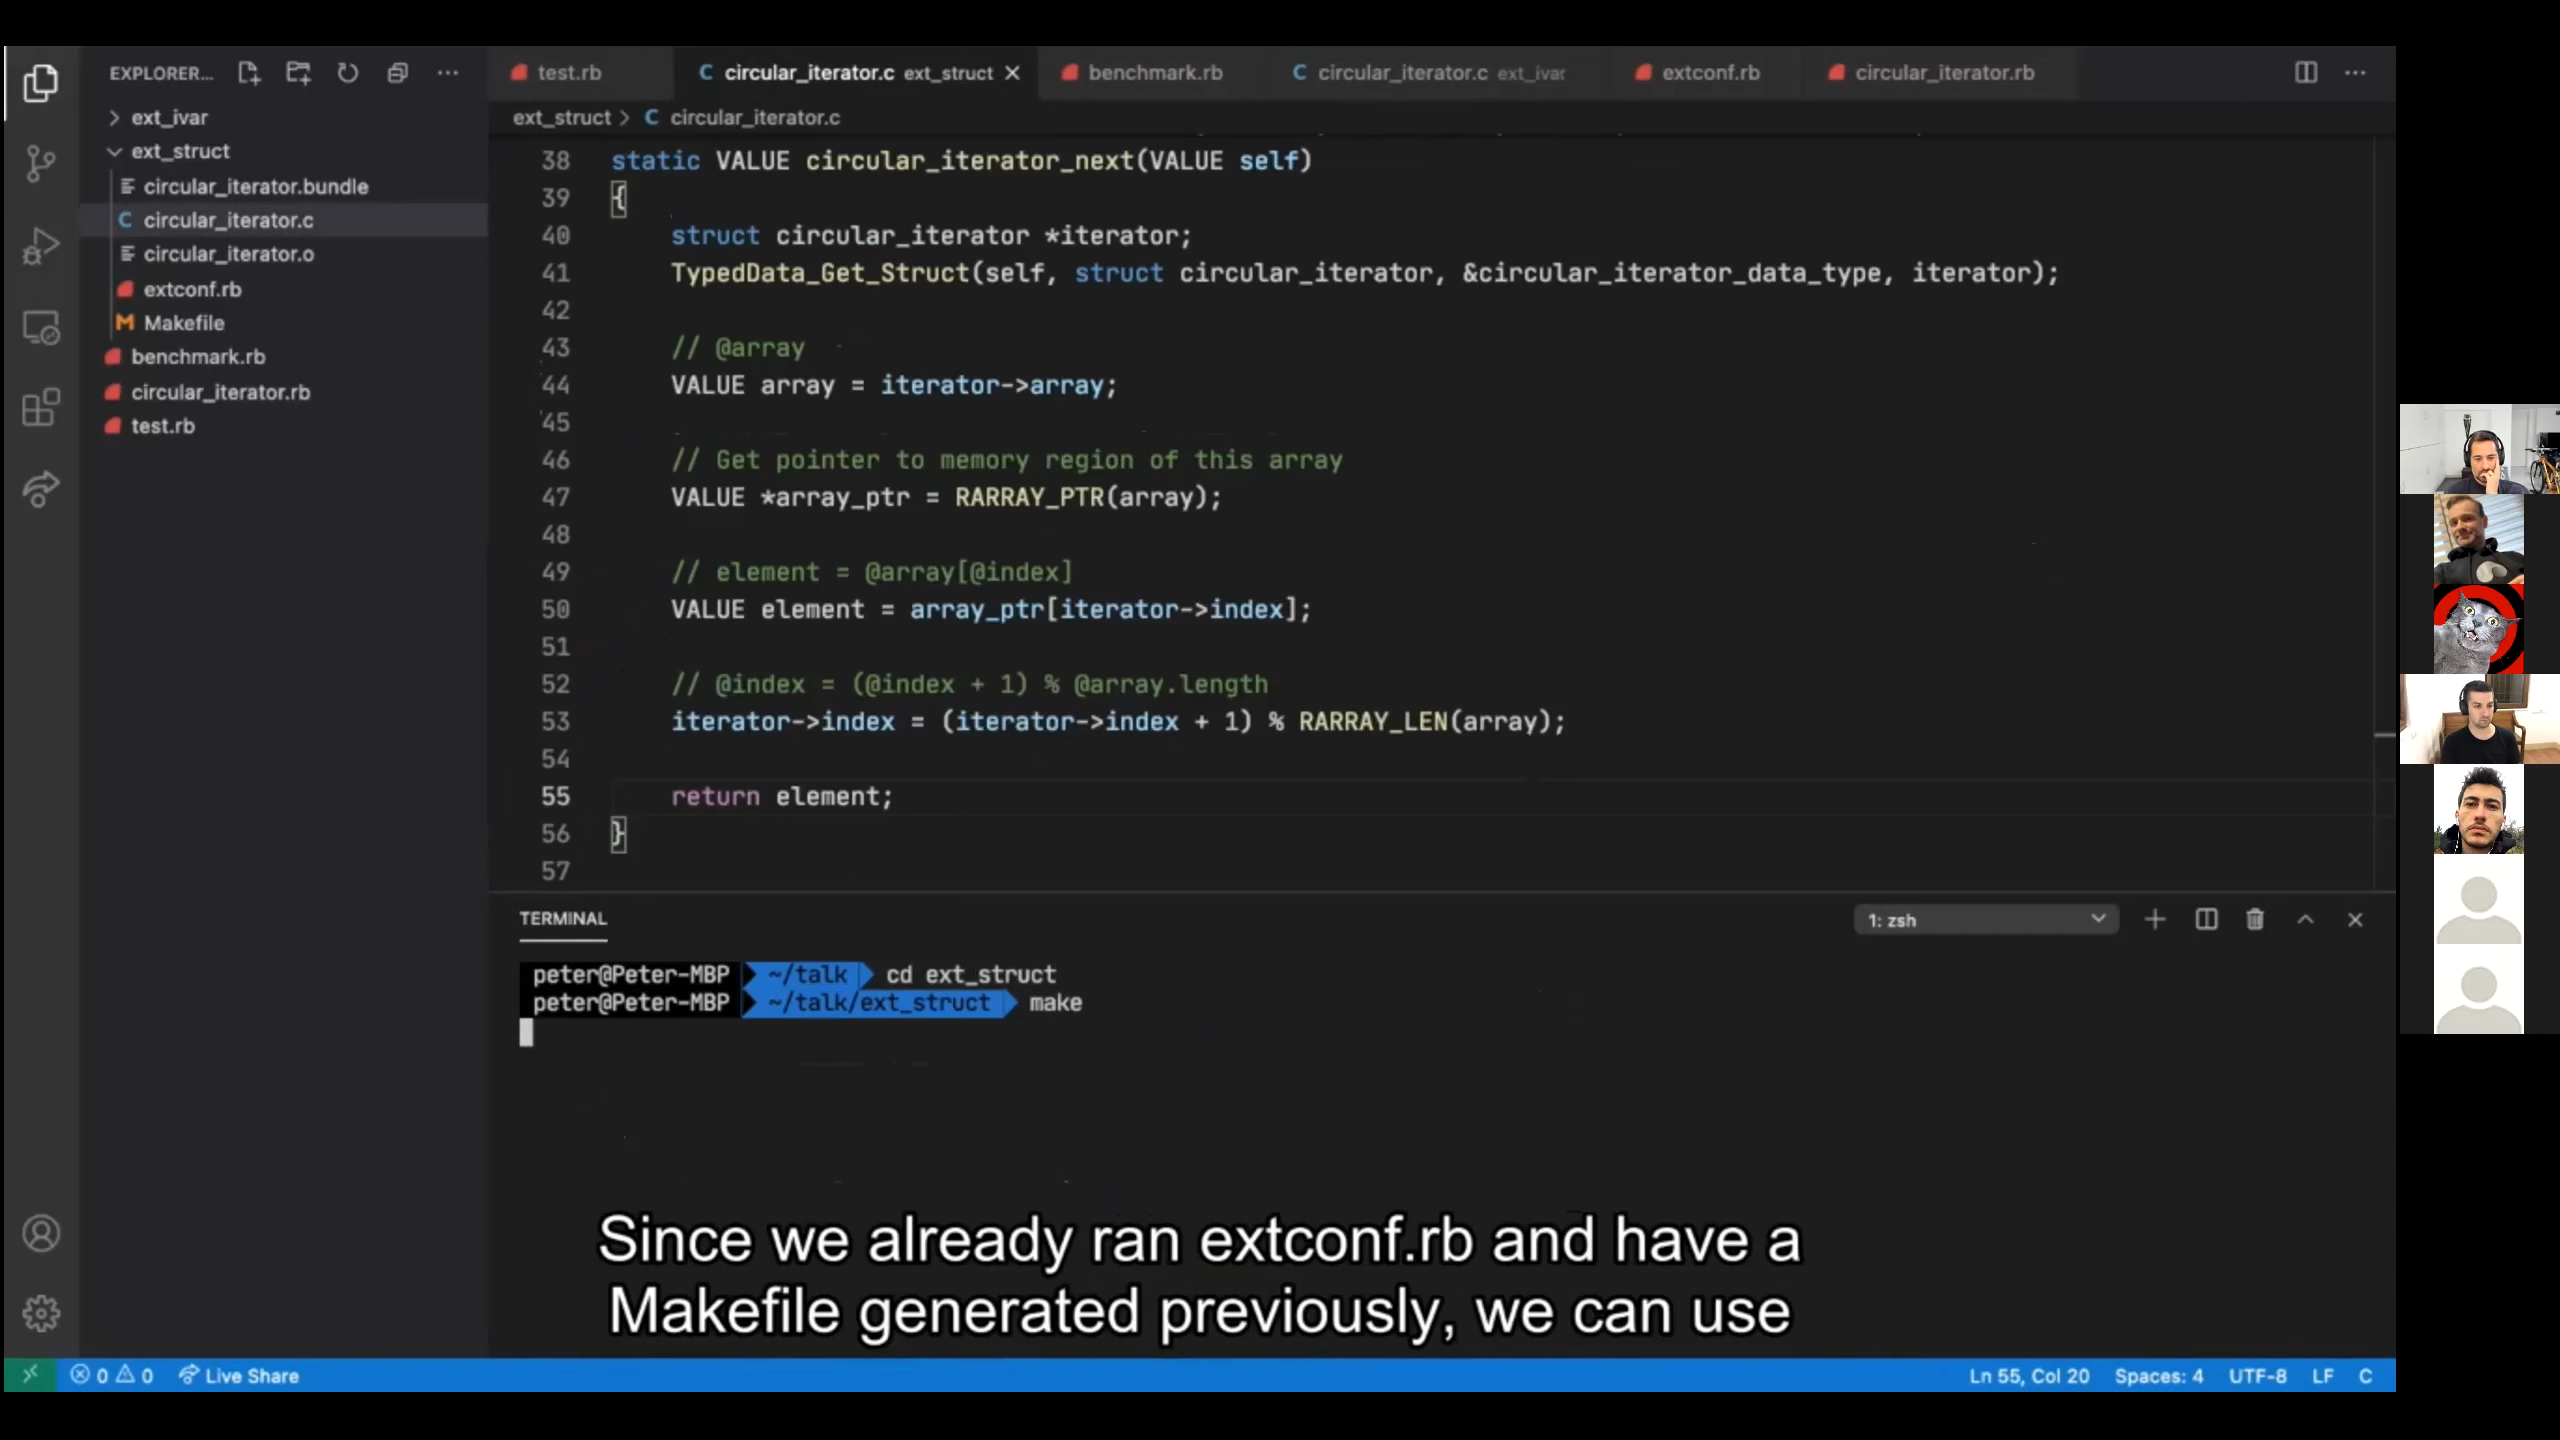 EXPLORER...
test.rb
circular_iterator.c ext_struct
benchmark.rb
circular_iterator.c ext_ivar
extconf.rb
circular_iterator.rb
ext_struct > C circular_iterator.c
ext_ivar
ext_struct
circular_iterator.bundle
circular_iterator.c
circular_iterator.o
extconf.rb
Makefile
benchmark.rb
circular_iterator.rb
test.rb
38 static VALUE circular_iterator_next(VALUE self)
39 {
40 struct circular_iterator *iterator;
41 TypedData_Get_Struct(self, struct circular_iterator, &circular_iterator_data_type, iterator);
42
43 // @array
44 VALUE array = iterator->array;
45
46 // Get pointer to memory region of this array
47 VALUE *array_ptr = RARRAY_PTR(array);
48
49 // element = @array[@index]
50 VALUE element = array_ptr[iterator->index];
51
52 // @index = (@index + 1) % @array.length
53 iterator->index = (iterator->index + 1) % RARRAY_LEN(array);
54
55 return element;
56 }
57
TERMINAL
1: zsh
peter@Peter-MBP ~/talk cd ext_struct
peter@Peter-MBP ~/talk/ext_struct make
Since we already ran extconf.rb and have a
Makefile generated previously, we can use
0 0 Live Share
Ln 55, Col 20 Spaces: 4 UTF-8 LF C